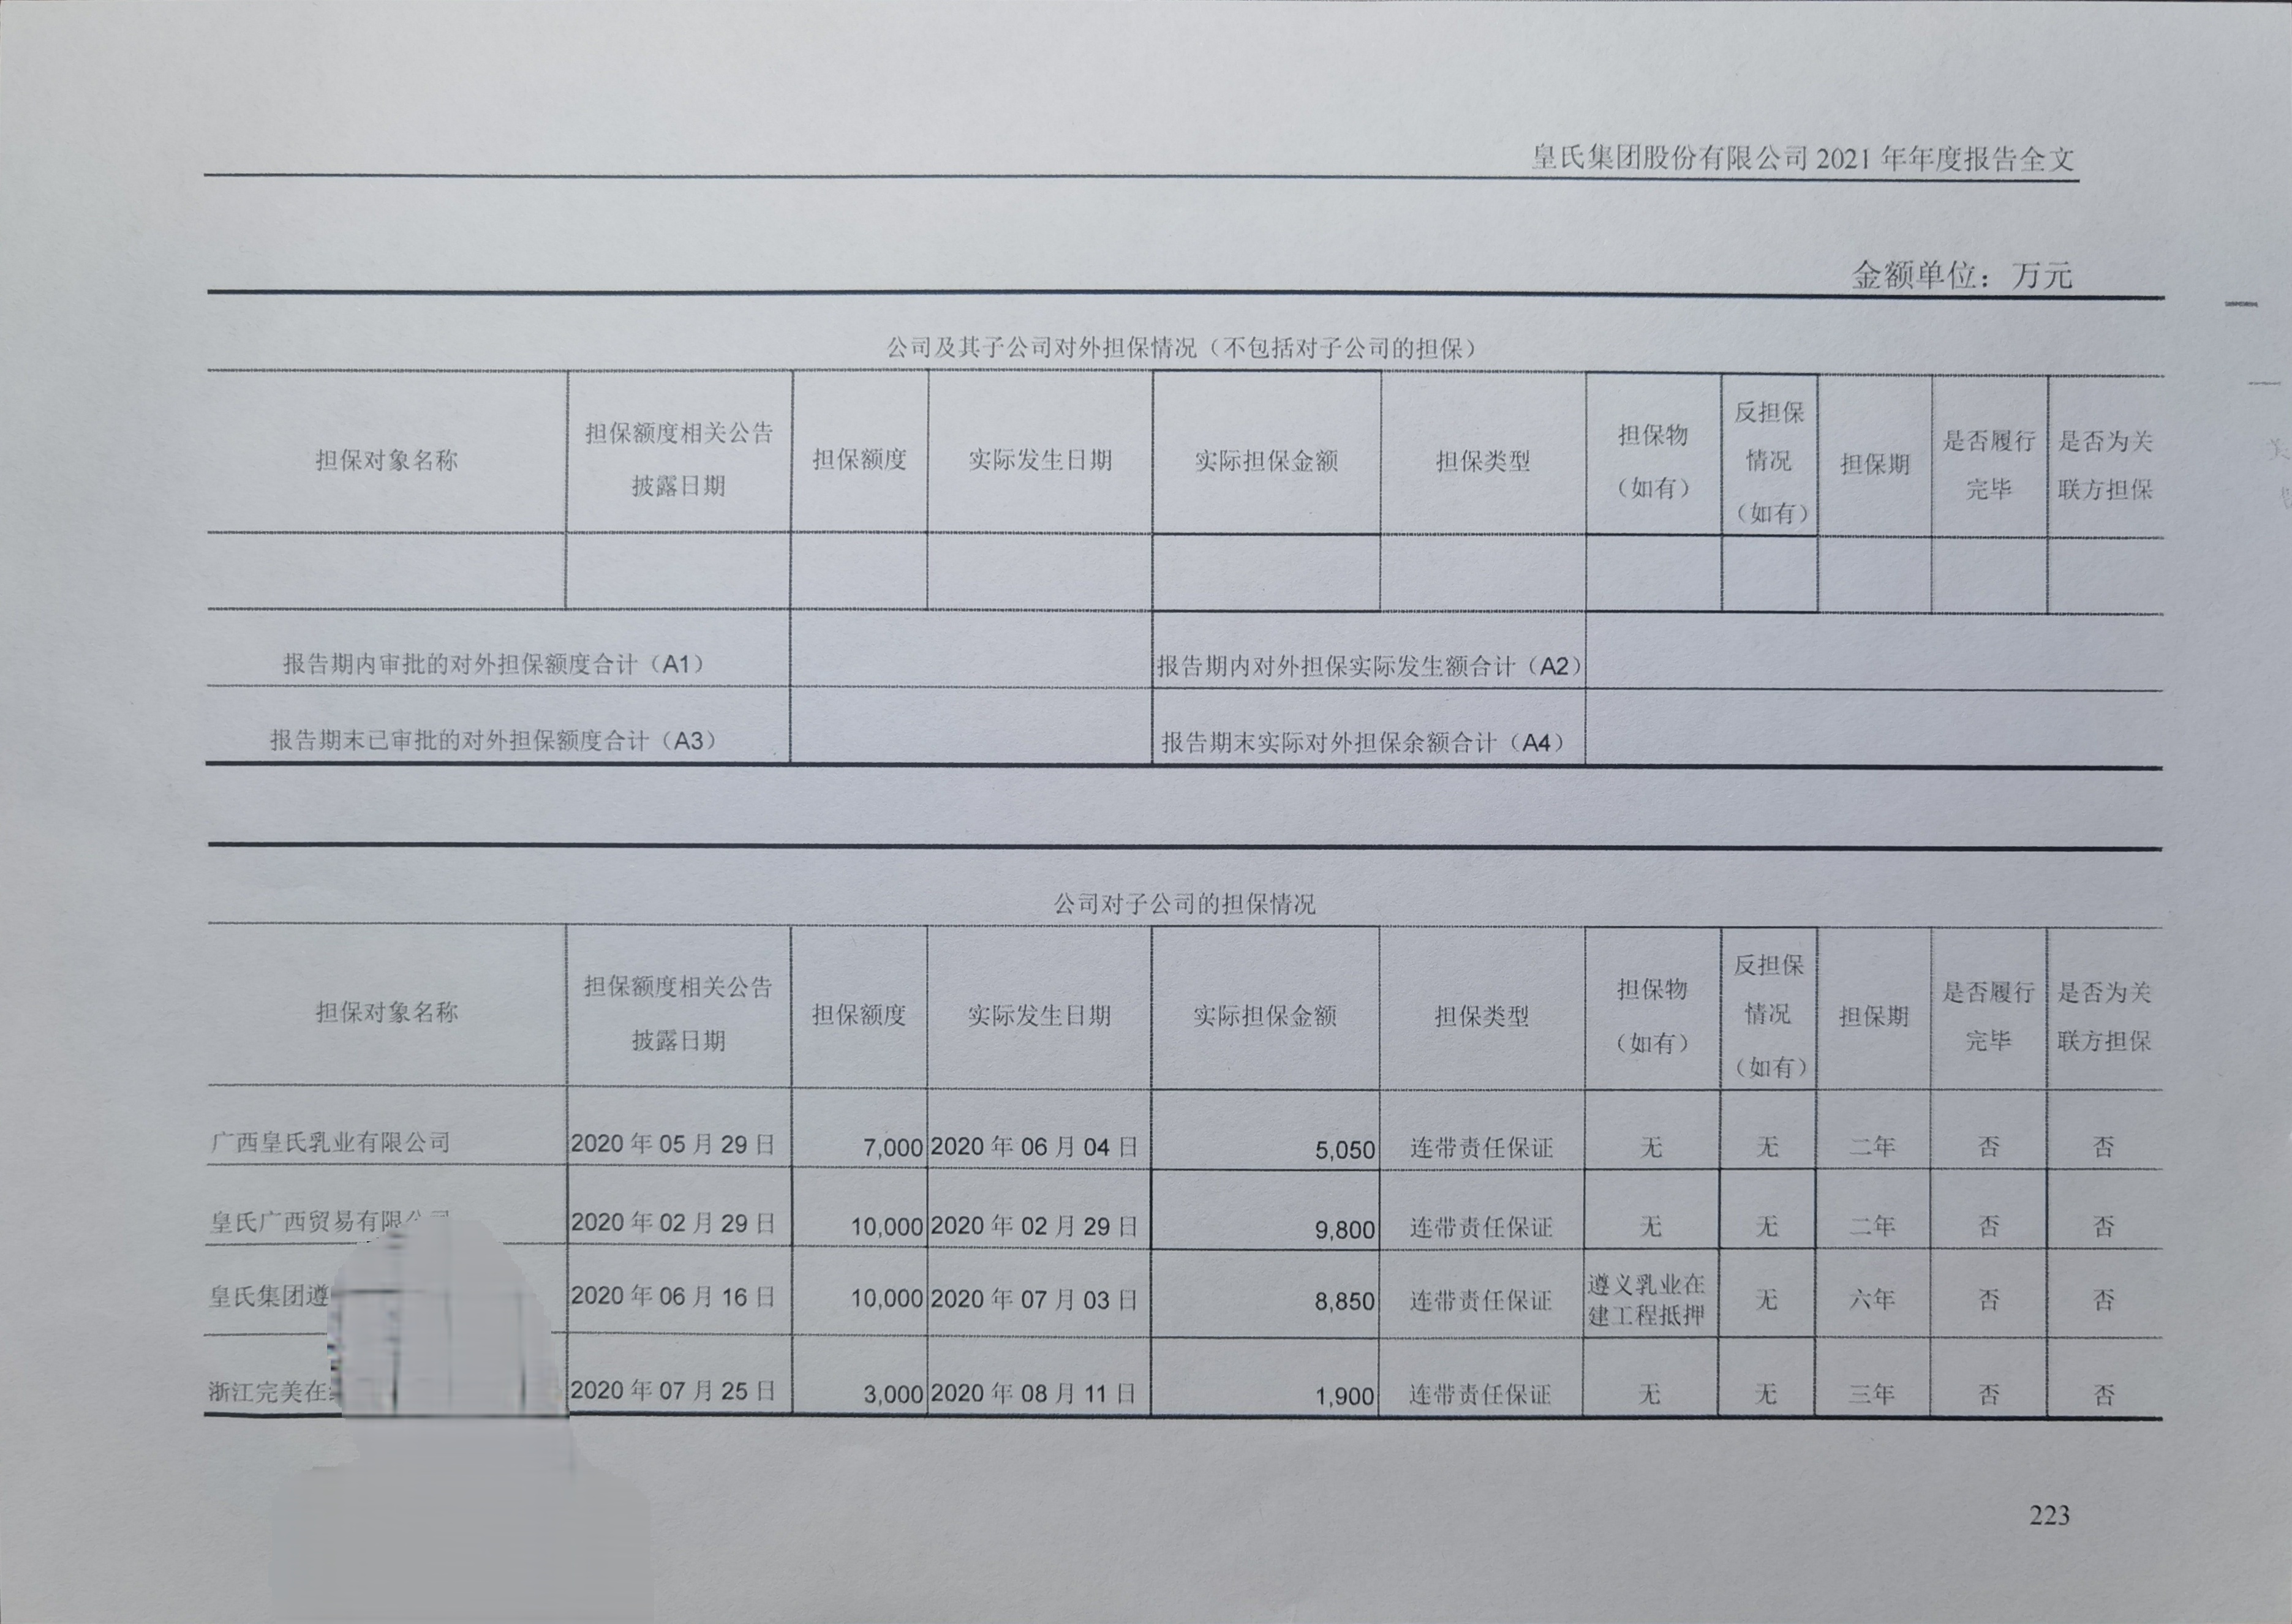 皇氏集团股份有限公司 2021 年年度报告全文
金额单位：万元
公司及其子公司对外担保情况（不包括对子公司的担保）
担保对象名称 担保额度相关公告披露日期 担保额度 实际发生日期 实际担保金额 担保类型 担保物（如有） 反担保情况（如有） 担保期 是否履行完毕 是否为关联方担保
报告期内审批的对外担保额度合计（A1） 报告期内对外担保实际发生额合计（A2）
报告期末已审批的对外担保额度合计（A3） 报告期末实际对外担保余额合计（A4）
公司对子公司的担保情况
担保对象名称 担保额度相关公告披露日期 担保额度 实际发生日期 实际担保金额 担保类型 担保物（如有） 反担保情况（如有） 担保期 是否履行完毕 是否为关联方担保
广西皇氏乳业有限公司 2020 年 05 月 29 日 7,000 2020 年 06 月 04 日 5,050 连带责任保证 无 无 二年 否 否
皇氏广西贸易有限公司 2020 年 02 月 29 日 10,000 2020 年 02 月 29 日 9,800 连带责任保证 无 无 二年 否 否
皇氏集团遵 2020 年 06 月 16 日 10,000 2020 年 07 月 03 日 8,850 连带责任保证 遵义乳业在建工程抵押 无 六年 否 否
浙江完美在 2020 年 07 月 25 日 3,000 2020 年 08 月 11 日 1,900 连带责任保证 无 无 三年 否 否
223